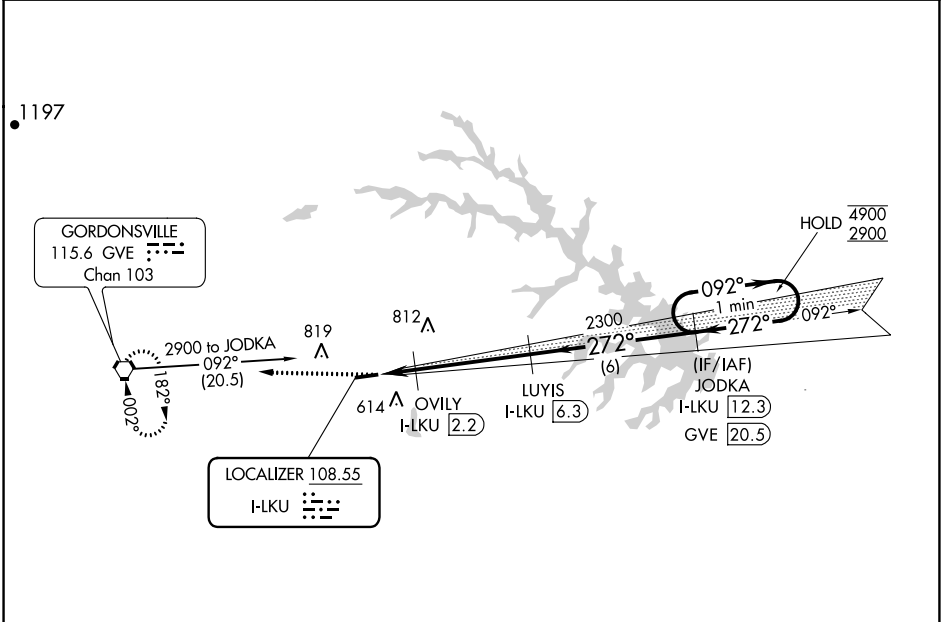 1197
GORDONSVILLE
115.6 GVE
Chan 103
HOLD 4900
2900
092°
1 min
272°
092°
2300
272°
(6)
812
819
2900 to JODKA
092°
(20.5)
182°
002°
614
OVILY
I-LKU 2.2
LUYIS
I-LKU 6.3
(IF/IAF)
JODKA
I-LKU 12.3
GVE 20.5
LOCALIZER 108.55
I-LKU